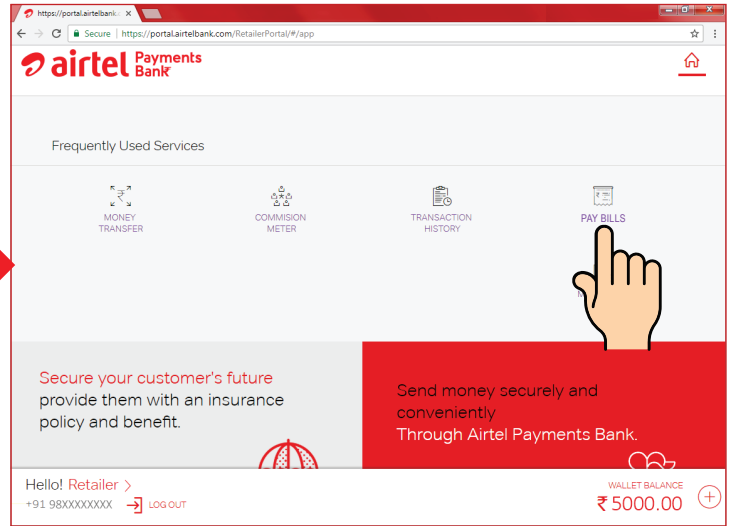 https://portal.airtelbank.c
Secure | https://portal.airtelbank.com/RetailerPortal/#/app
airtel Payments Bank
Frequently Used Services
MONEY TRANSFER
COMMISION METER
TRANSACTION HISTORY
PAY BILLS
Secure your customer's future
provide them with an insurance
policy and benefit.
Send money securely and
conveniently
Through Airtel Payments Bank.
Hello! Retailer >
+91 98XXXXXXXX LOG OUT
WALLET BALANCE
₹ 5000.00